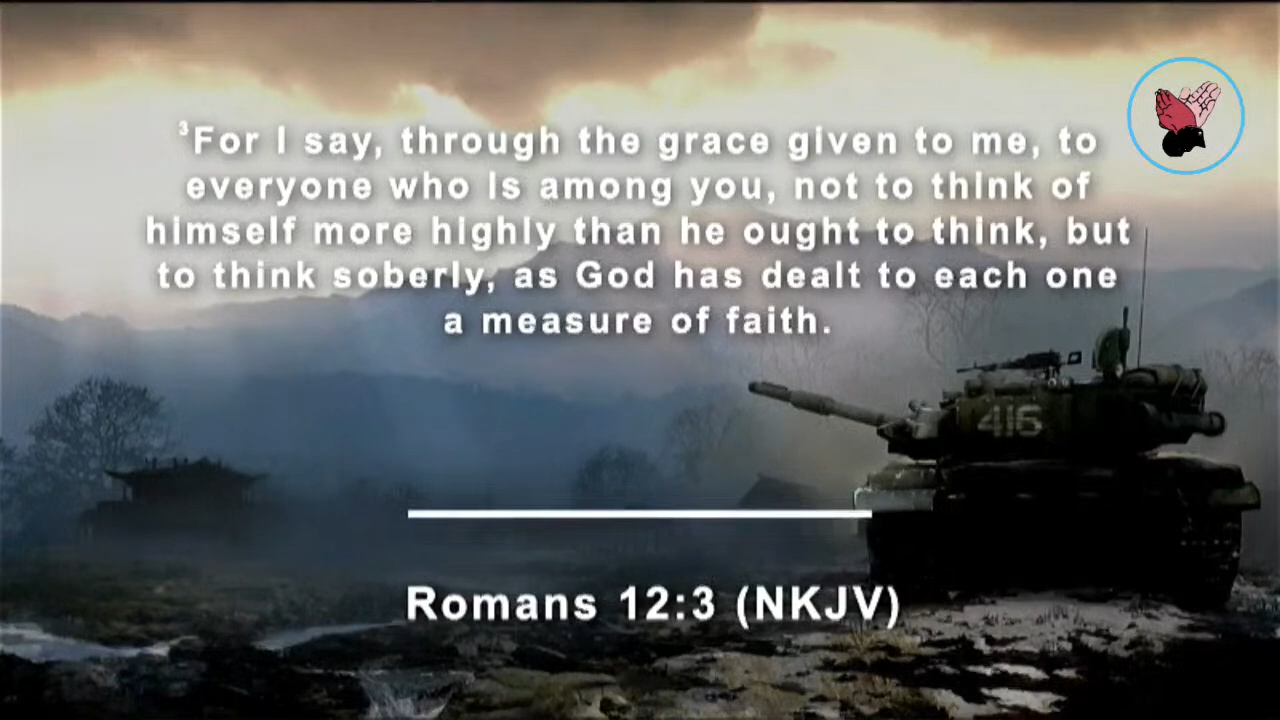 ³For I say, through the grace given to me, to
everyone who is among you, not to think of
himself more highly than he ought to think, but
to think soberly, as God has dealt to each one
a measure of faith.
416
Romans 12:3 (NKJV)